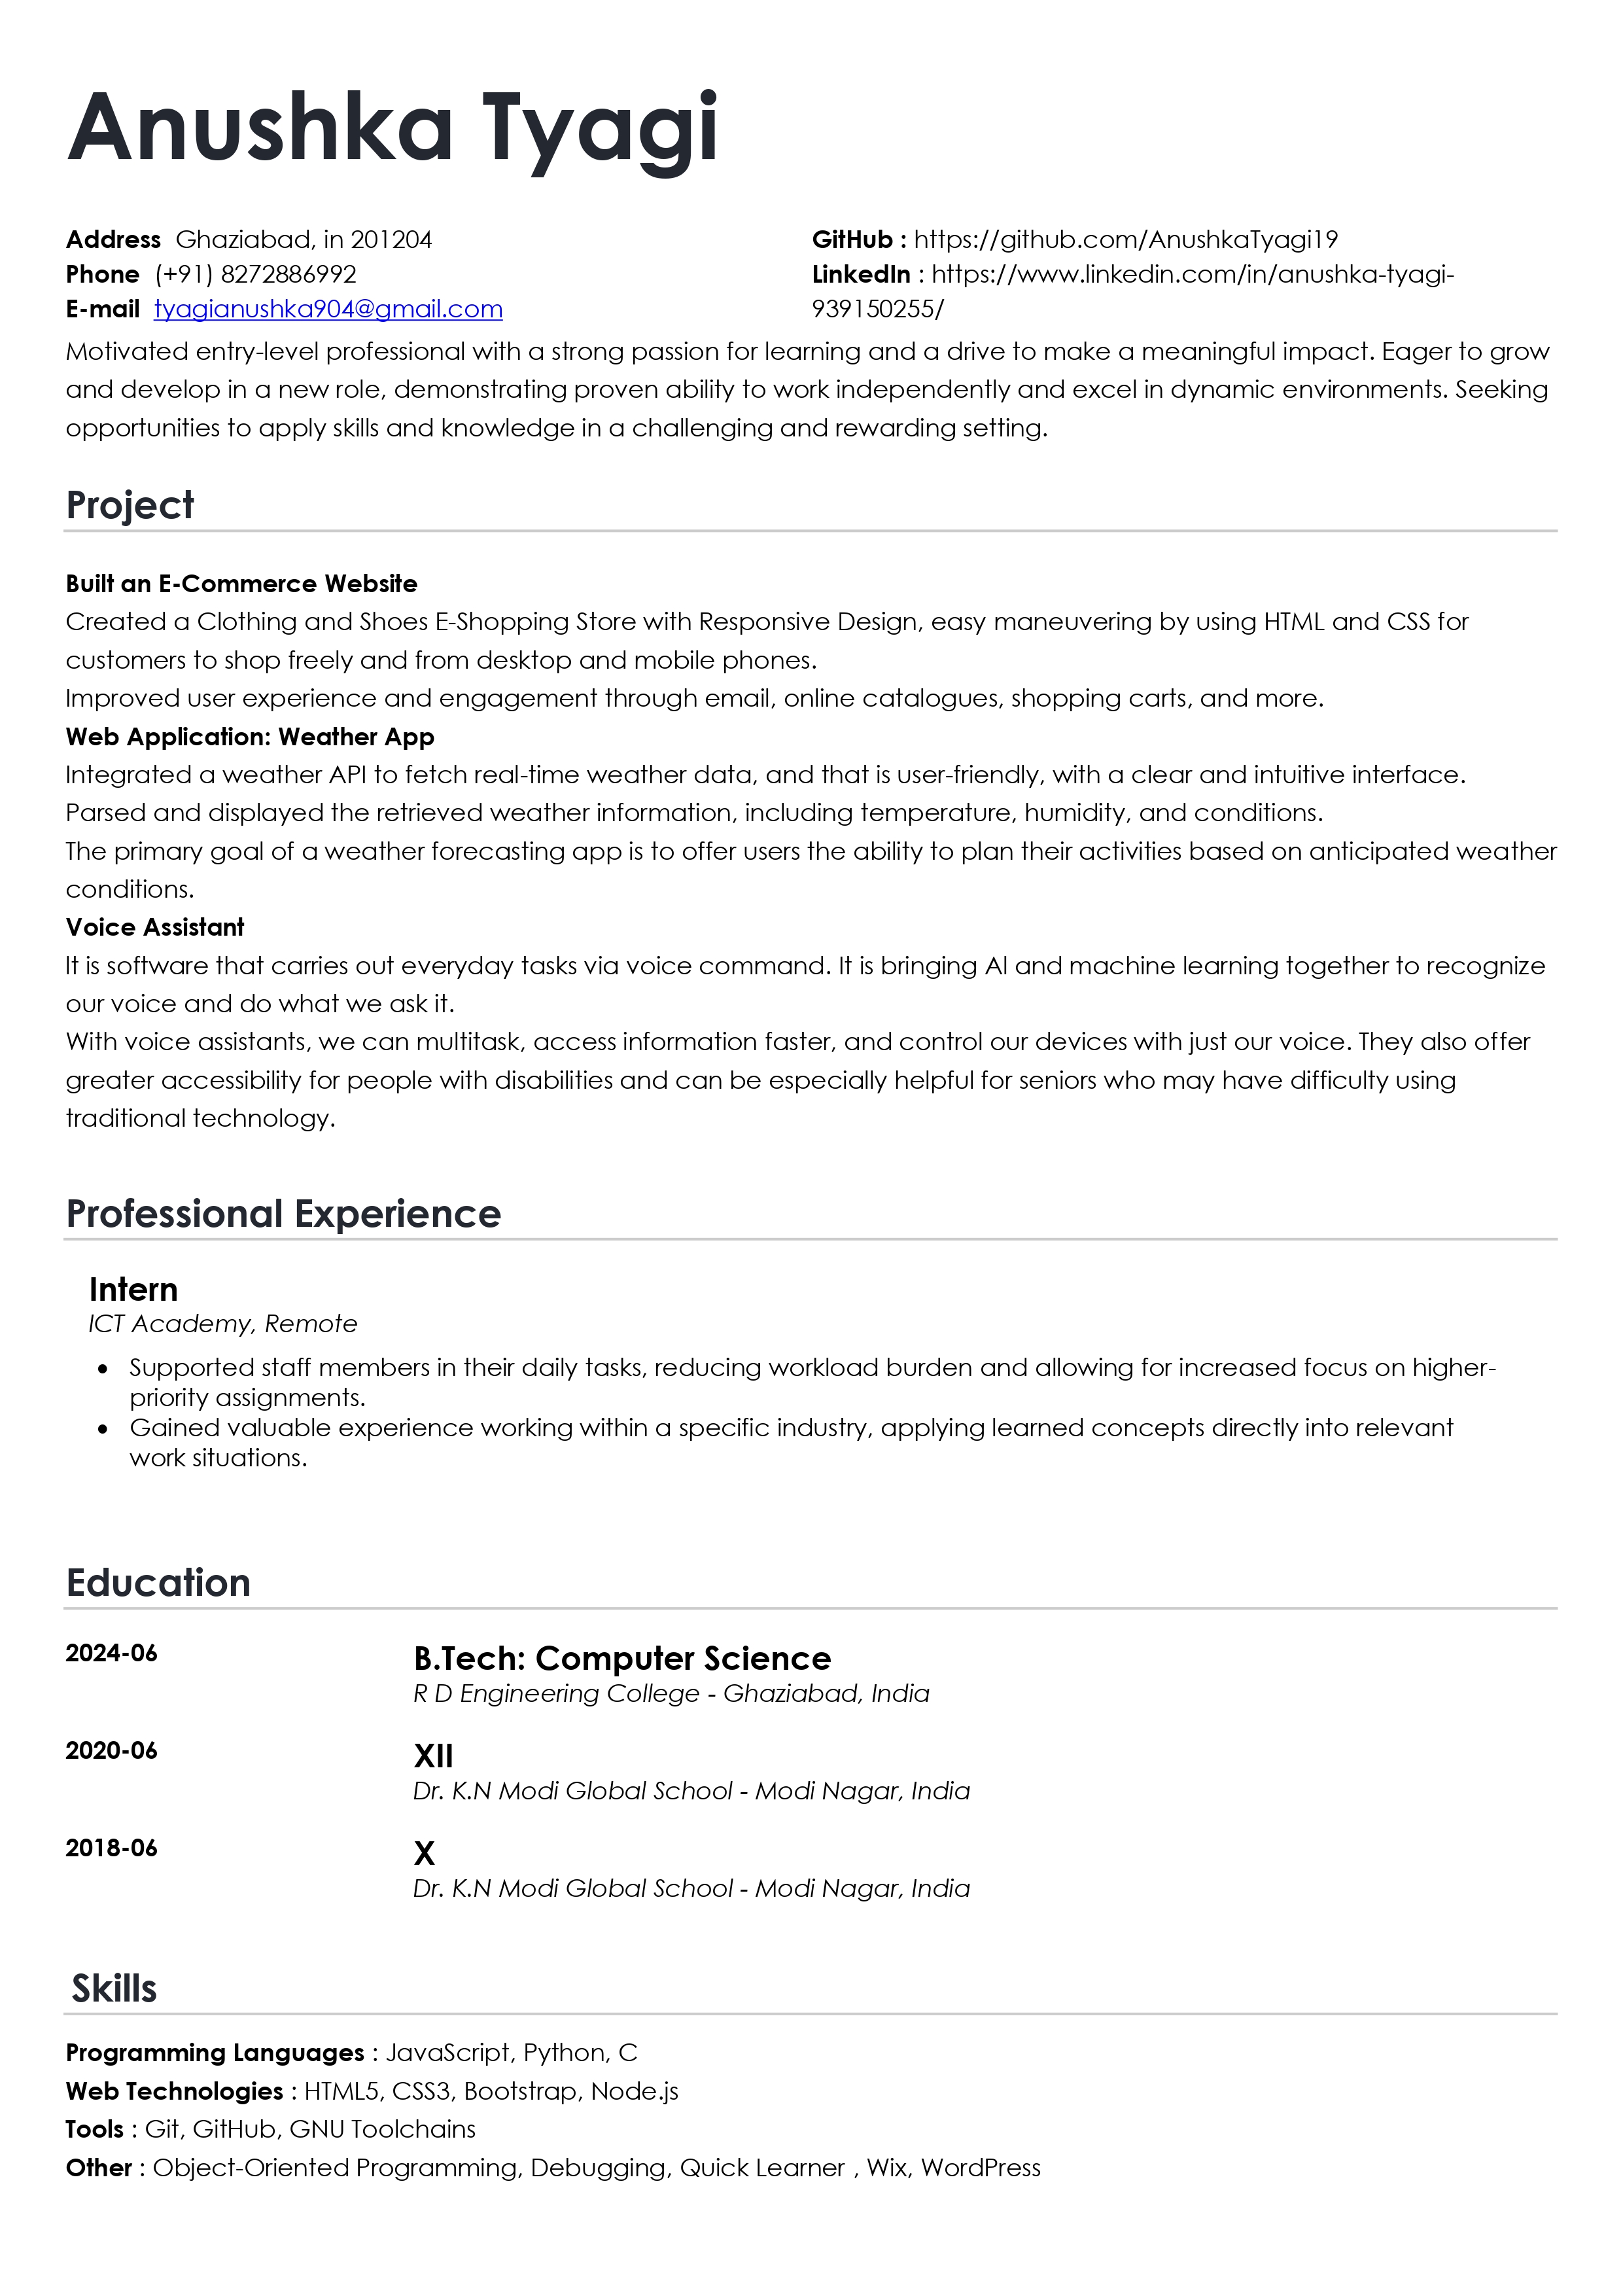 Anushka Tyagi
Address Ghaziabad, in 201204
Phone (+91) 8272886992
E-mail tyagianushka904@gmail.com
GitHub : https://github.com/AnushkaTyagi19
LinkedIn : https://www.linkedin.com/in/anushka-tyagi-
939150255/
Motivated entry-level professional with a strong passion for learning and a drive to make a meaningful impact. Eager to grow
and develop in a new role, demonstrating proven ability to work independently and excel in dynamic environments. Seeking
opportunities to apply skills and knowledge in a challenging and rewarding setting.
Project
Built an E-Commerce Website
Created a Clothing and Shoes E-Shopping Store with Responsive Design, easy maneuvering by using HTML and CSS for
customers to shop freely and from desktop and mobile phones.
Improved user experience and engagement through email, online catalogues, shopping carts, and more.
Web Application: Weather App
Integrated a weather API to fetch real-time weather data, and that is user-friendly, with a clear and intuitive interface.
Parsed and displayed the retrieved weather information, including temperature, humidity, and conditions.
The primary goal of a weather forecasting app is to offer users the ability to plan their activities based on anticipated weather
conditions.
Voice Assistant
It is software that carries out everyday tasks via voice command. It is bringing AI and machine learning together to recognize
our voice and do what we ask it.
With voice assistants, we can multitask, access information faster, and control our devices with just our voice. They also offer
greater accessibility for people with disabilities and can be especially helpful for seniors who may have difficulty using
traditional technology.
Professional Experience
Intern
ICT Academy, Remote
• Supported staff members in their daily tasks, reducing workload burden and allowing for increased focus on higher-
priority assignments.
• Gained valuable experience working within a specific industry, applying learned concepts directly into relevant
work situations.
Education
2024-06 B.Tech: Computer Science
R D Engineering College - Ghaziabad, India
2020-06 XII
Dr. K.N Modi Global School - Modi Nagar, India
2018-06 X
Dr. K.N Modi Global School - Modi Nagar, India
Skills
Programming Languages : JavaScript, Python, C
Web Technologies : HTML5, CSS3, Bootstrap, Node.js
Tools : Git, GitHub, GNU Toolchains
Other : Object-Oriented Programming, Debugging, Quick Learner , Wix, WordPress